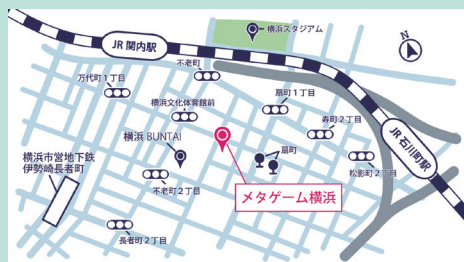 横浜スタジアム
N
JR 関内駅
不老町
万代町1丁目
横浜文化体育館前
扇町1丁目
寿町2丁目
横浜 BUNTAI
扇町
松影町2丁目
JR 石川町駅
横浜市営地下鉄
伊勢崎長者町
不老町2丁目
メタゲーム横浜
長者町2丁目